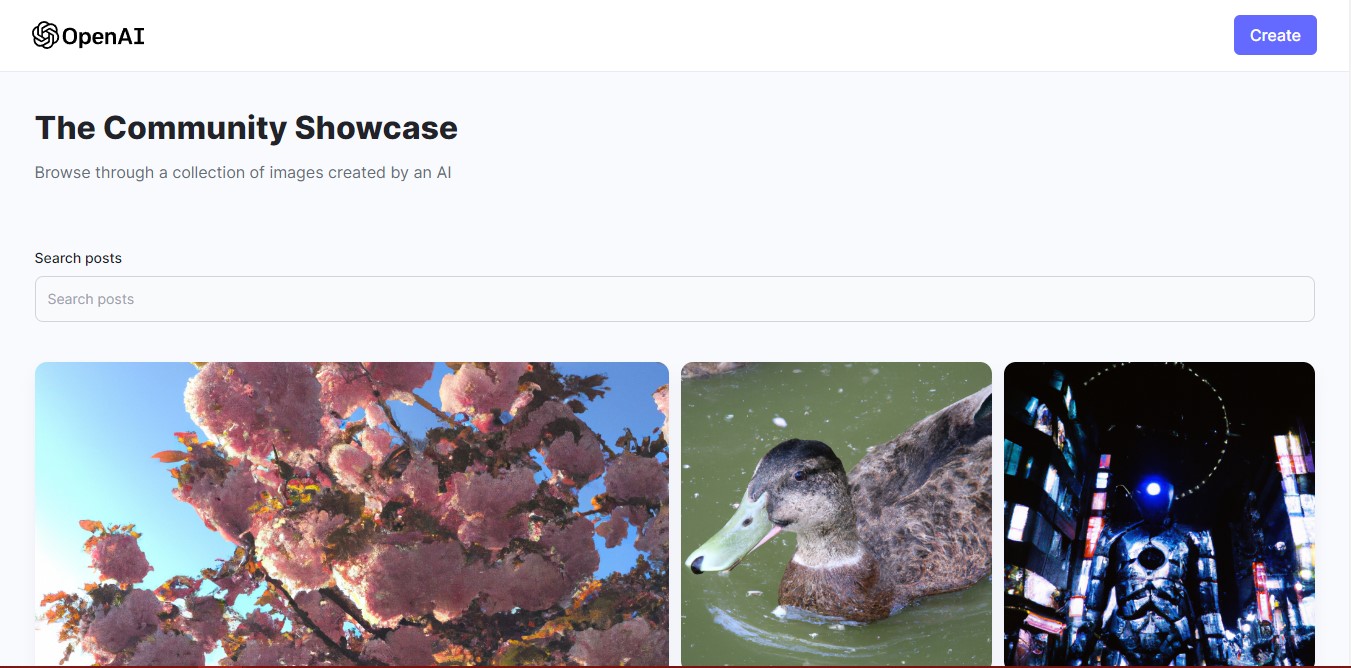 OpenAI
Create
The Community Showcase
Browse through a collection of images created by an AI
Search posts
Search posts